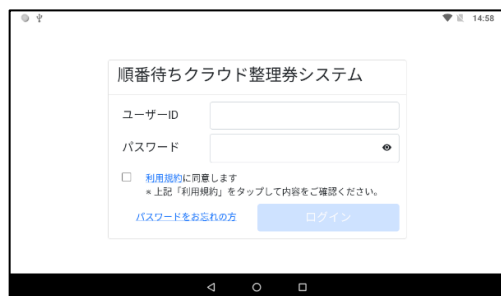 14:58
順番待ちクラウド整理券システム
ユーザーID
パスワード
利用規約に同意します
※上記「利用規約」をタップして内容をご確認ください。
パスワードをお忘れの方
ログイン